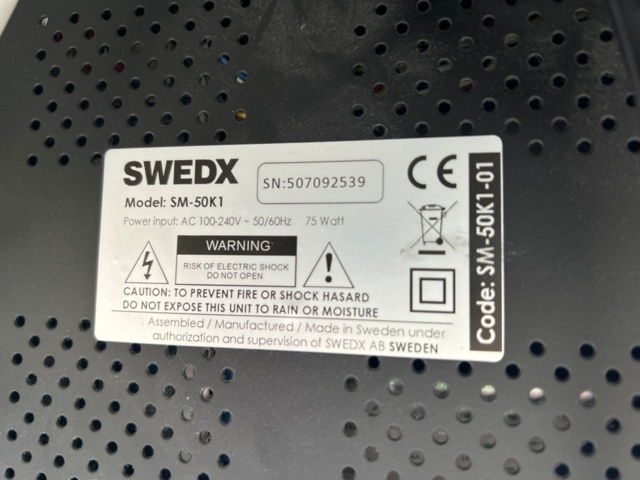 SWEDX
SN:507092539
Model: SM-50K1
Power input: AC 100-240V ~ 50/60Hz 75 Watt
WARNING
RISK OF ELECTRIC SHOCK
DO NOT OPEN
CAUTION: TO PREVENT FIRE OR SHOCK HASARD
DO NOT EXPOSE THIS UNIT TO RAIN OR MOISTURE
Assembled / Manufactured / Made in Sweden under
authorization and supervision of SWEDX AB SWEDEN
CE
Code: SM-50K1-01